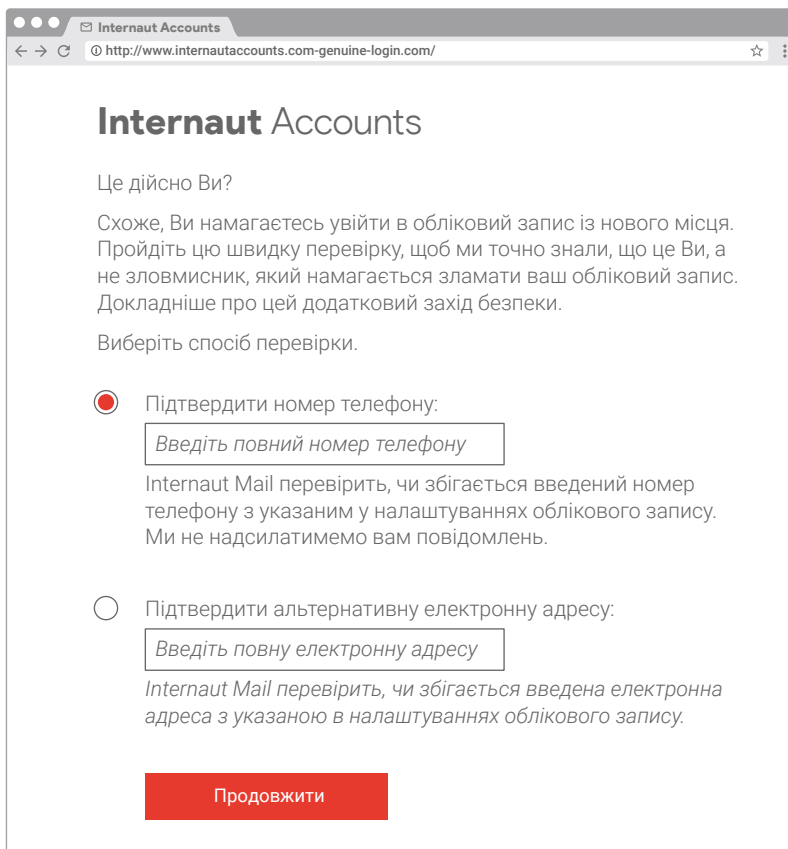 Internaut Accounts
http://www.internautaccounts.com-genuine-login.com/
Internaut Accounts
Це дійсно Ви?
Схоже, Ви намагаєтесь увійти в обліковий запис із нового місця.
Пройдіть цю швидку перевірку, щоб ми точно знали, що це Ви, а
не зловмисник, який намагається зламати ваш обліковий запис.
Докладніше про цей додатковий захід безпеки.
Виберіть спосіб перевірки.
Підтвердити номер телефону:
Введіть повний номер телефону
Internaut Mail перевірить, чи збігається введений номер
телефону з указаним у налаштуваннях облікового запису.
Ми не надсилатимемо вам повідомлень.
Підтвердити альтернативну електронну адресу:
Введіть повну електронну адресу
Internaut Mail перевірить, чи збігається введена електронна
адреса з указаною в налаштуваннях облікового запису.
Продовжити